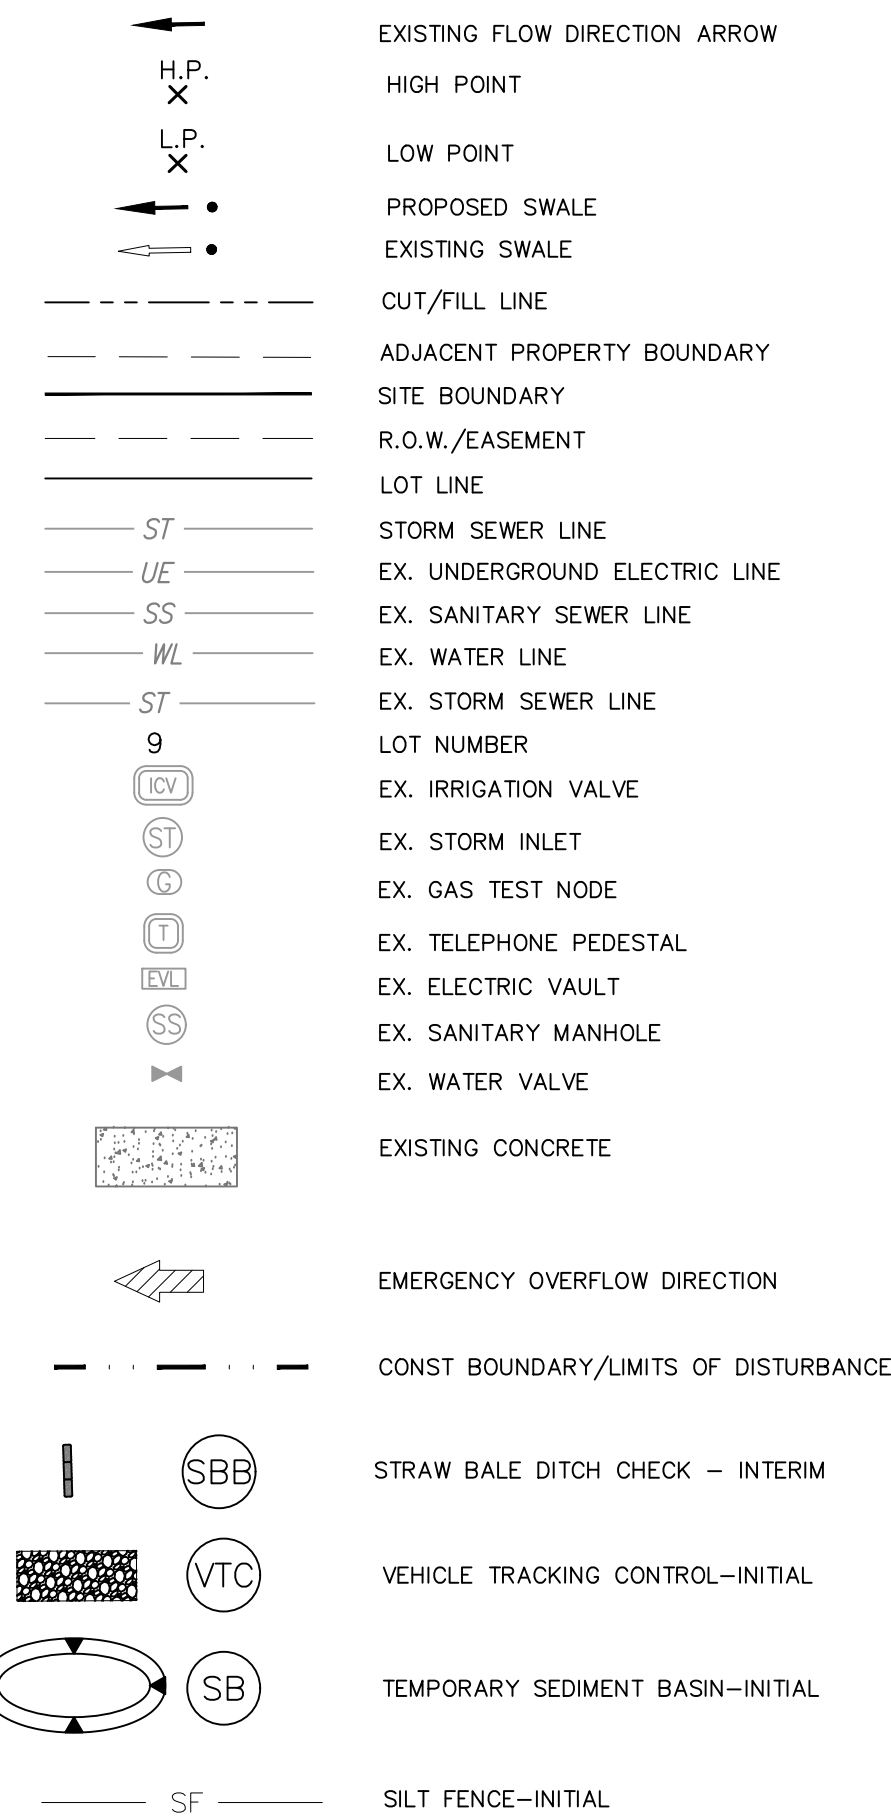 EXISTING FLOW DIRECTION ARROW
H.P. HIGH POINT
L.P. LOW POINT
PROPOSED SWALE
EXISTING SWALE
CUT/FILL LINE
ADJACENT PROPERTY BOUNDARY
SITE BOUNDARY
R.O.W./EASEMENT
LOT LINE
ST STORM SEWER LINE
UE EX. UNDERGROUND ELECTRIC LINE
SS EX. SANITARY SEWER LINE
WL EX. WATER LINE
ST EX. STORM SEWER LINE
9 LOT NUMBER
ICV EX. IRRIGATION VALVE
ST EX. STORM INLET
G EX. GAS TEST NODE
T EX. TELEPHONE PEDESTAL
EVL EX. ELECTRIC VAULT
SS EX. SANITARY MANHOLE
EX. WATER VALVE
EXISTING CONCRETE
EMERGENCY OVERFLOW DIRECTION
CONST BOUNDARY/LIMITS OF DISTURBANCE
SBB STRAW BALE DITCH CHECK - INTERIM
VTC VEHICLE TRACKING CONTROL-INITIAL
SB TEMPORARY SEDIMENT BASIN-INITIAL
SF SILT FENCE-INITIAL